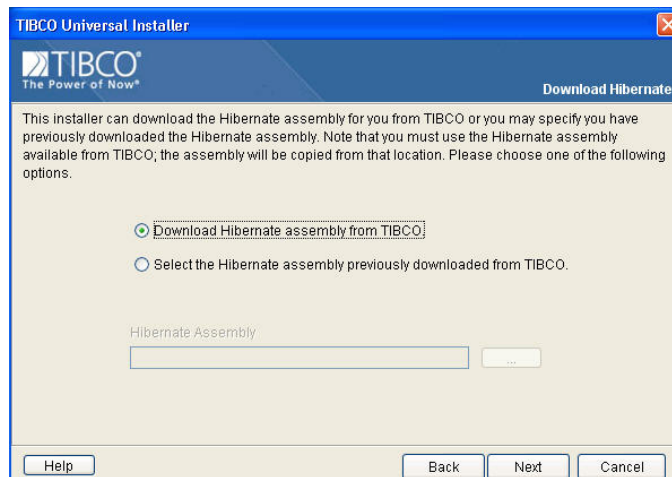 TIBCO Universal Installer
TIBCO®
The Power of Now®
Download Hibernate
This installer can download the Hibernate assembly for you from TIBCO or you may specify you have
previously downloaded the Hibernate assembly. Note that you must use the Hibernate assembly
available from TIBCO; the assembly will be copied from that location. Please choose one of the following
options.
Download Hibernate assembly from TIBCO.
Select the Hibernate assembly previously downloaded from TIBCO.
Hibernate Assembly
...
Help
Back
Next
Cancel